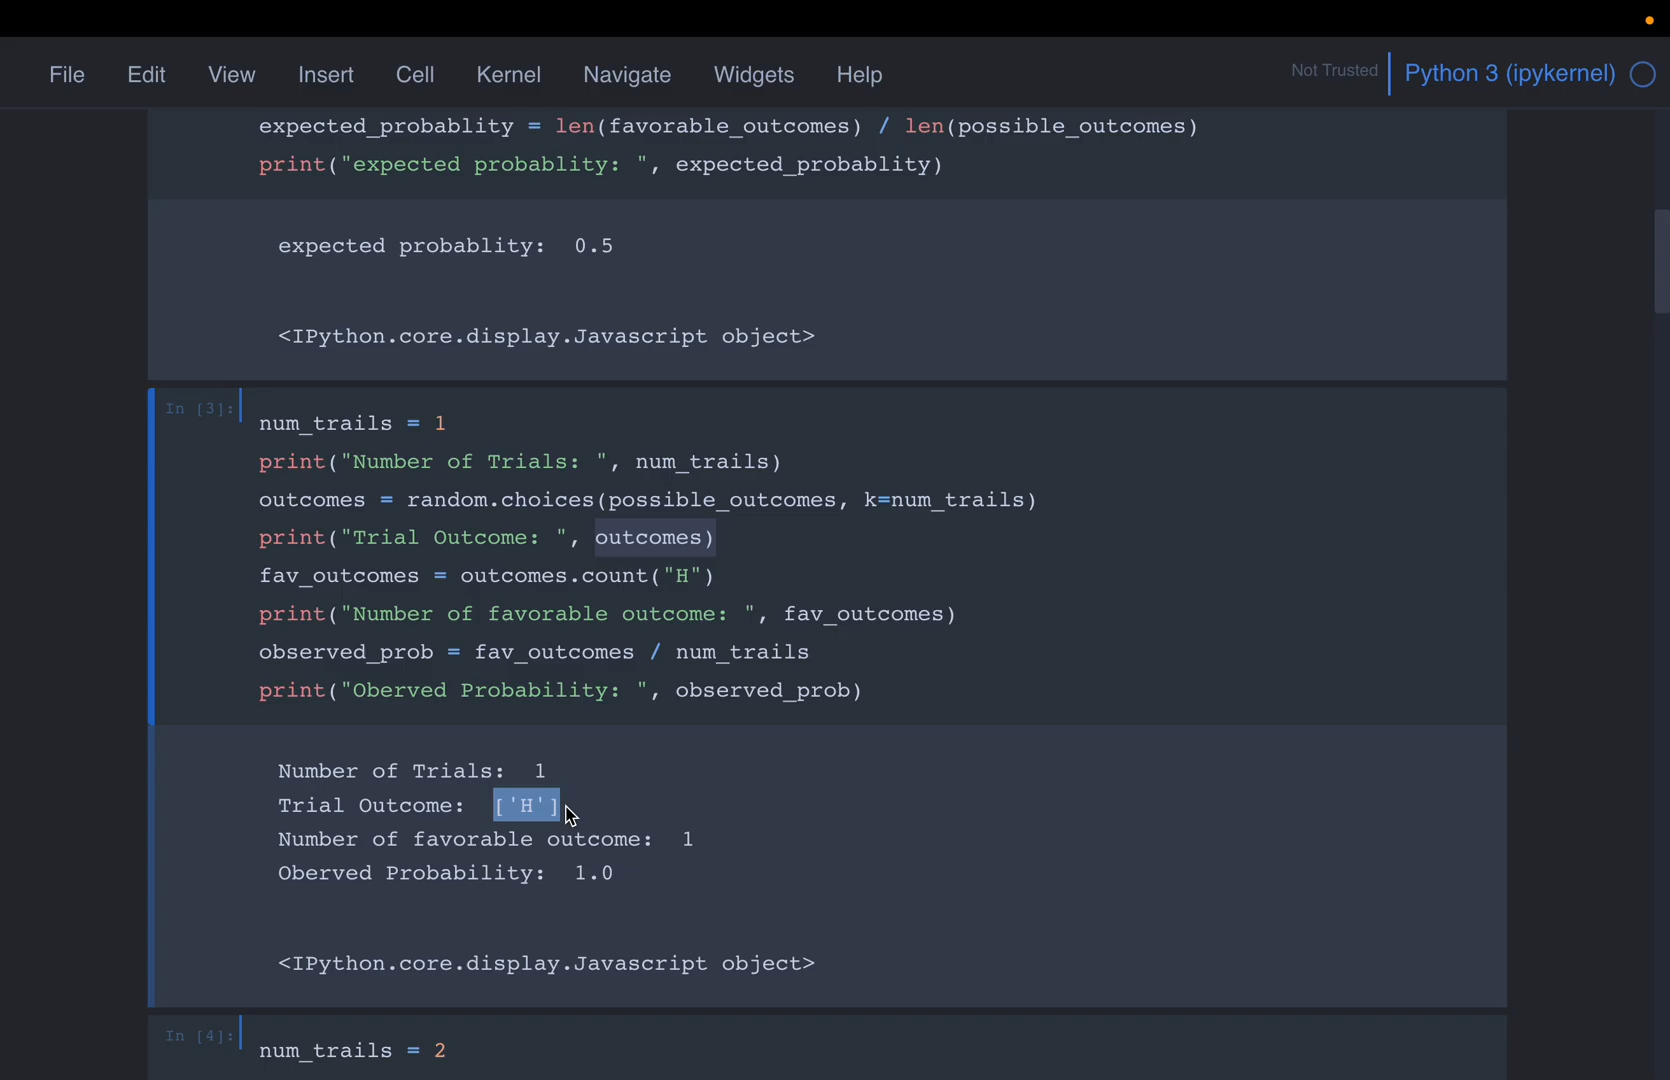 File Edit View Insert Cell Kernel Navigate Widgets Help Not Trusted Python 3 (ipykernel)
expected_probablity = len(favorable_outcomes) / len(possible_outcomes)
print("expected probablity: ", expected_probablity)
expected probablity:  0.5
<IPython.core.display.Javascript object>
In [3]:
num_trails = 1
print("Number of Trials: ", num_trails)
outcomes = random.choices(possible_outcomes, k=num_trails)
print("Trial Outcome: ", outcomes)
fav_outcomes = outcomes.count("H")
print("Number of favorable outcome: ", fav_outcomes)
observed_prob = fav_outcomes / num_trails
print("Oberved Probability: ", observed_prob)
Number of Trials:  1
Trial Outcome:  ['H']
Number of favorable outcome:  1
Oberved Probability:  1.0
<IPython.core.display.Javascript object>
In [4]:
num_trails = 2